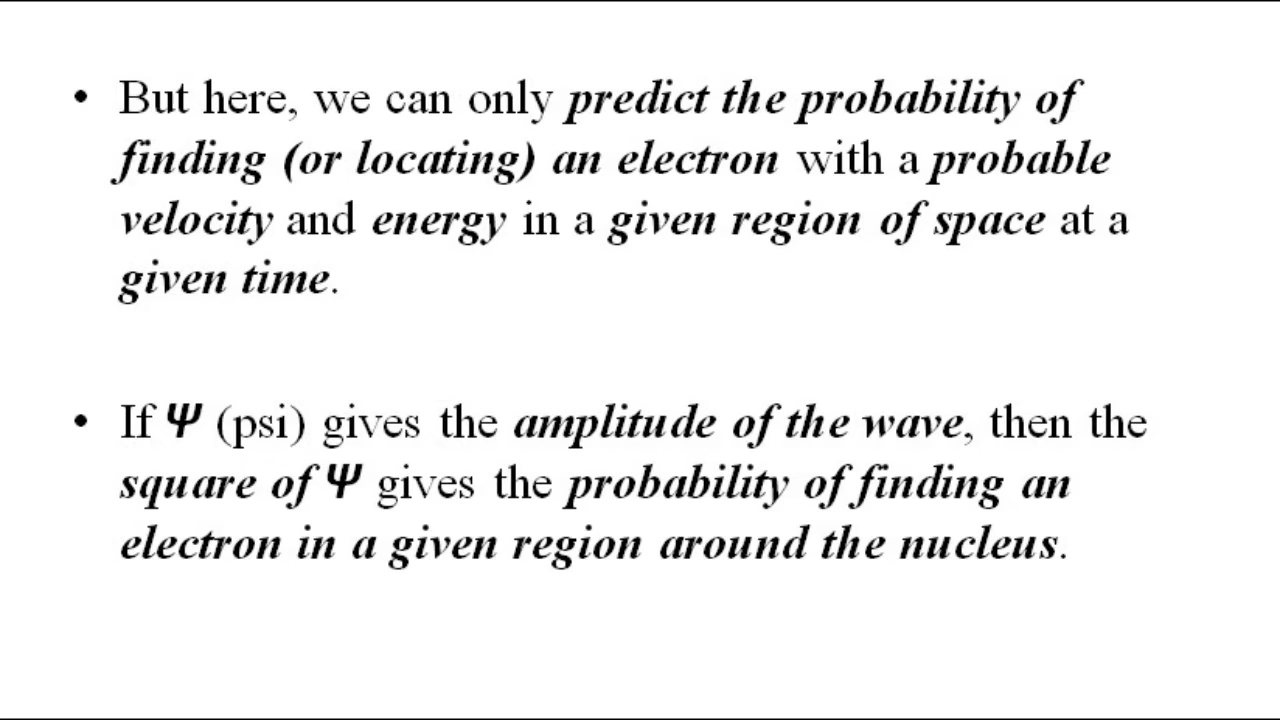 • But here, we can only predict the probability of
finding (or locating) an electron with a probable
velocity and energy in a given region of space at a
given time.
• If Ψ (psi) gives the amplitude of the wave, then the
square of Ψ gives the probability of finding an
electron in a given region around the nucleus.